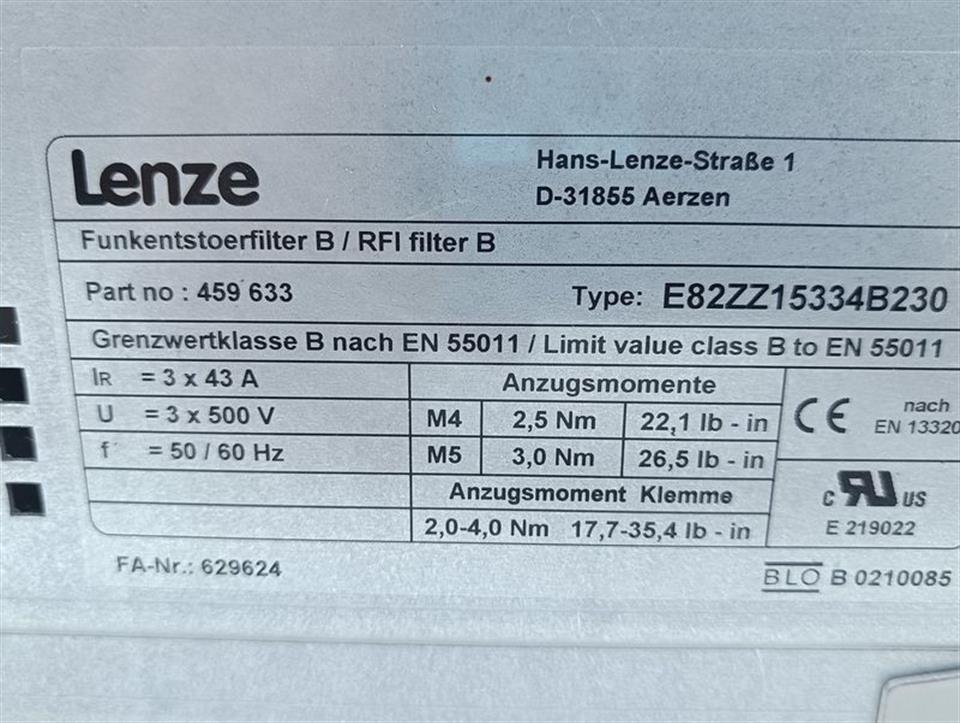 Lenze
Hans-Lenze-Straße 1
D-31855 Aerzen
Funkentstoerfilter B / RFI filter B
Part no : 459 633 Type: E82ZZ15334B230
Grenzwertklasse B nach EN 55011 / Limit value class B to EN 55011
IR = 3 x 43 A
U = 3 x 500 V
f = 50 / 60 Hz
Anzugsmomente
M4 2,5 Nm 22,1 lb - in
M5 3,0 Nm 26,5 lb - in
Anzugsmoment Klemme
2,0-4,0 Nm 17,7-35,4 lb - in
CE nach
EN 13320
c RU US
E 219022
FA-Nr.: 629624
BLO B 0210085